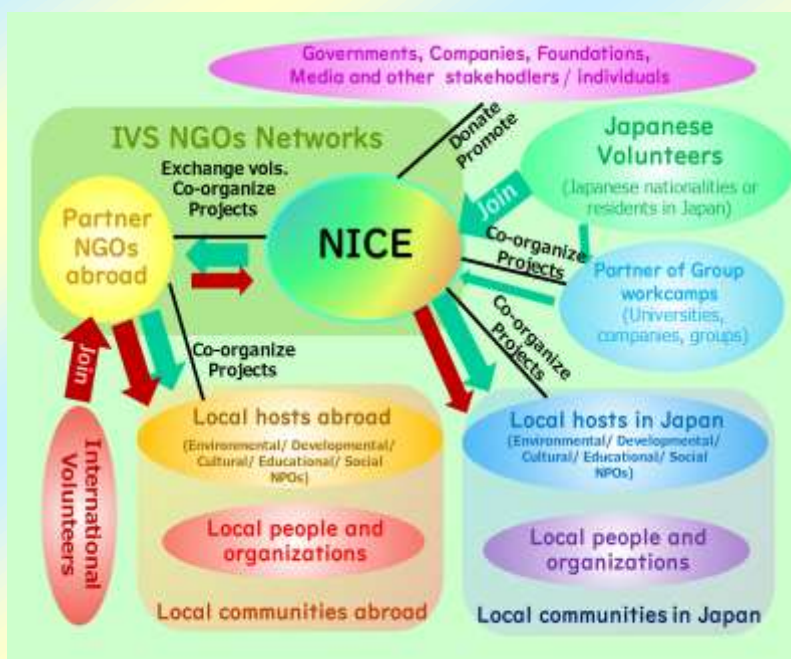 Governments, Companies, Foundations,
Media and other stakehodlers / individuals
IVS NGOs Networks
Donate
Promote
Japanese
Volunteers
(Japanese nationalities or
residents in Japan)
Exchange vols.
Co-organize
Projects
Partner
NGOs
abroad
NICE
Join
Co-organize
Projects
Partner of Group
workcamps
(Universities,
companies, groups)
Co-organize
Projects
Join
Co-organize
Projects
International
Volunteers
Local hosts abroad
(Environmental/ Developmental/
Cultural/ Educational/ Social
NPOs)
Local people and
organizations
Local communities abroad
Local hosts in Japan
(Environmental/ Developmental/
Cultural/ Educational/ Social
NPOs)
Local people and
organizations
Local communities in Japan